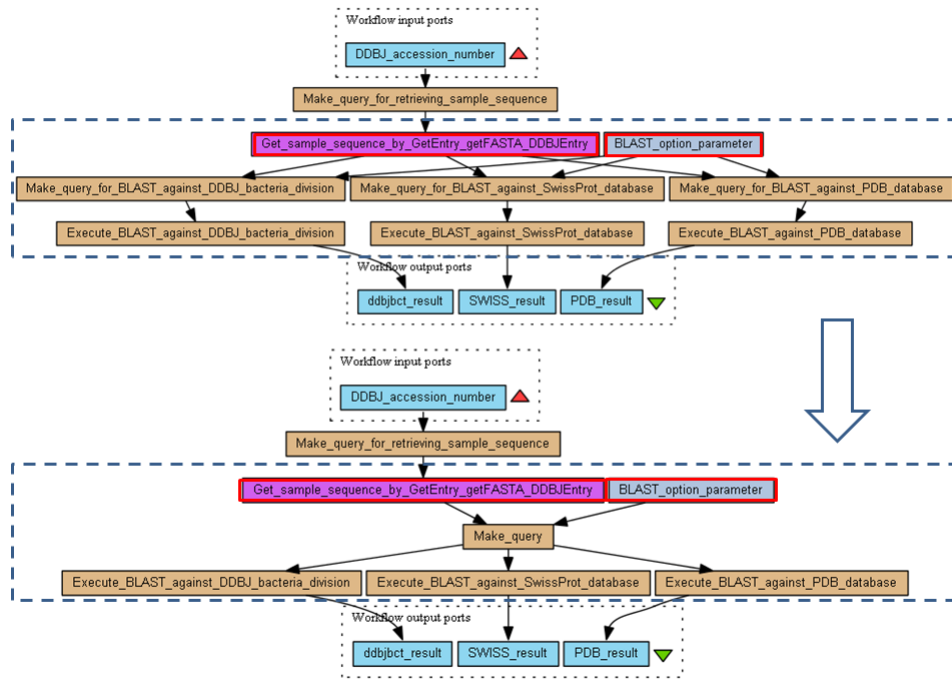 Workflow input ports
DDBJ_accession_number
Make_query_for_retrieving_sample_sequence
Get_sample_sequence_by_GetEntry_getFASTA_DDBJEntry BLAST_option_parameter
Make_query_for_BLAST_against_DDBJ_bacteria_division Make_query_for_BLAST_against_SwissProt_database Make_query_for_BLAST_against_PDB_database
Execute_BLAST_against_DDBJ_bacteria_division Execute_BLAST_against_SwissProt_database Execute_BLAST_against_PDB_database
Workflow output ports
ddbjbct_result SWISS_result PDB_result
Workflow input ports
DDBJ_accession_number
Make_query_for_retrieving_sample_sequence
Get_sample_sequence_by_GetEntry_getFASTA_DDBJEntry BLAST_option_parameter
Make_query
Execute_BLAST_against_DDBJ_bacteria_division Execute_BLAST_against_SwissProt_database Execute_BLAST_against_PDB_database
Workflow output ports
ddbjbct_result SWISS_result PDB_result